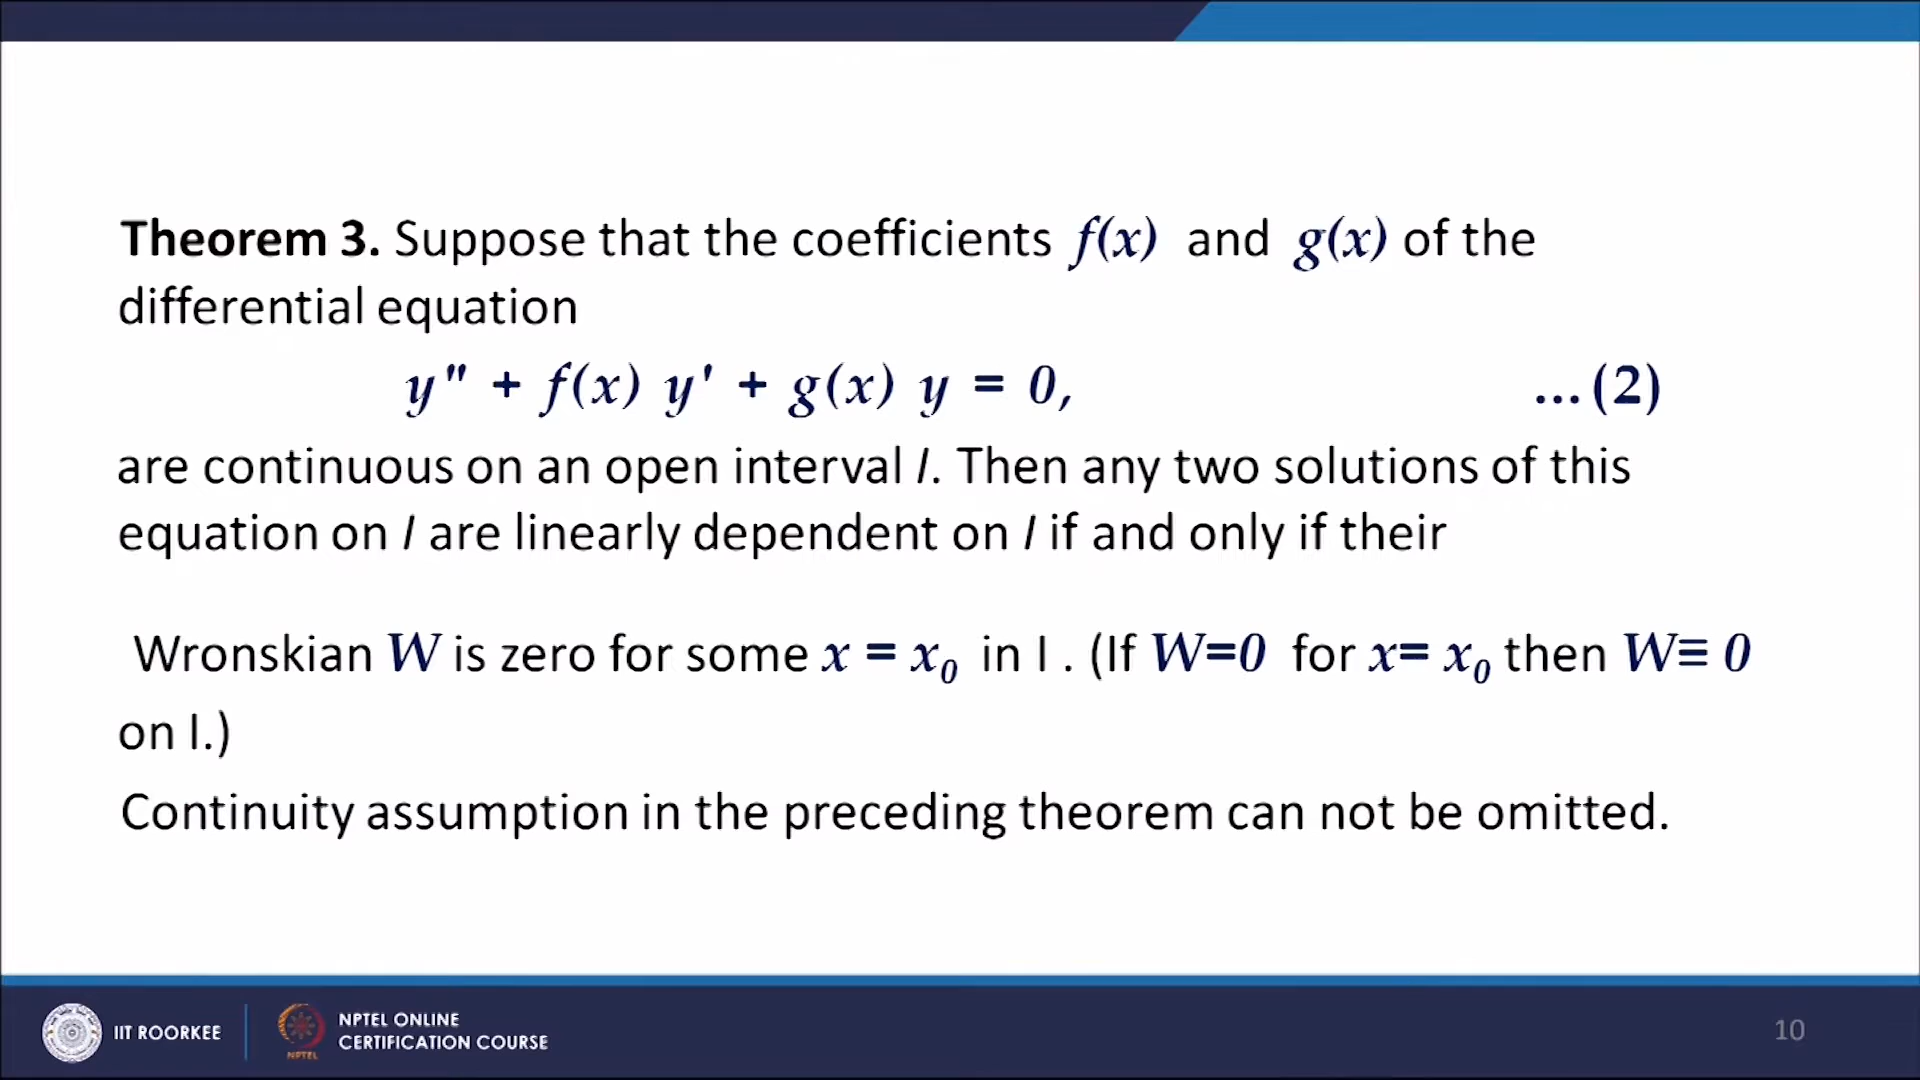 Theorem 3. Suppose that the coefficients f(x) and g(x) of the
differential equation
y" + f(x) y' + g(x) y = 0, ...(2)
are continuous on an open interval I. Then any two solutions of this
equation on I are linearly dependent on I if and only if their
Wronskian W is zero for some x = x₀ in I . (If W=0 for x= x₀ then W≡ 0
on I.)
Continuity assumption in the preceding theorem can not be omitted.
IIT ROORKEE
NPTEL
NPTEL ONLINE
CERTIFICATION COURSE
10